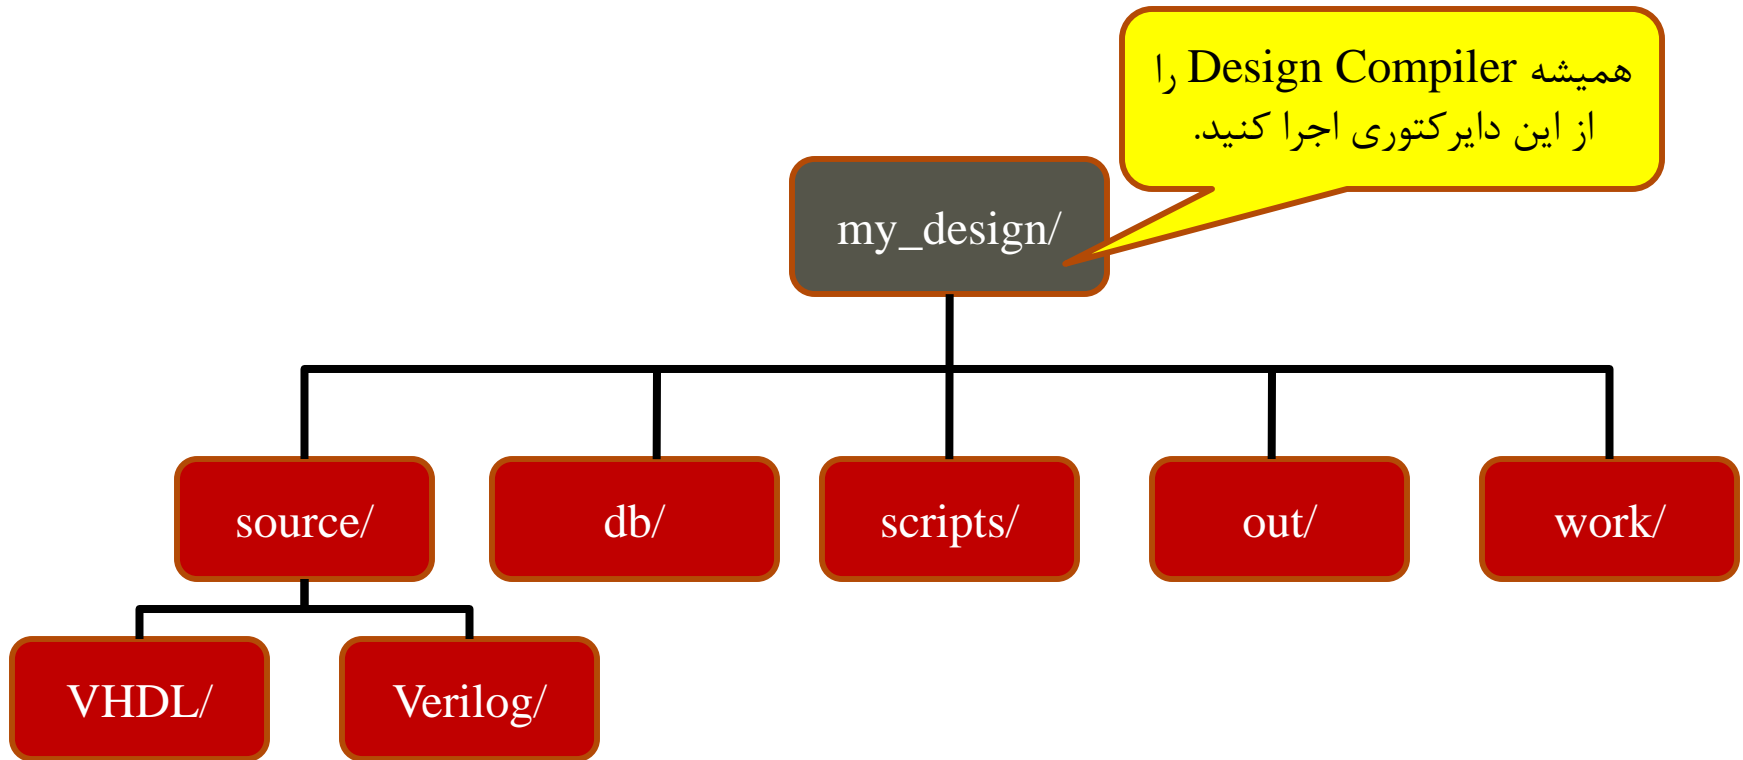 همیشه Design Compiler را
از این دایرکتوری اجرا کنید.
my_design/
source/
db/
scripts/
out/
work/
VHDL/
Verilog/